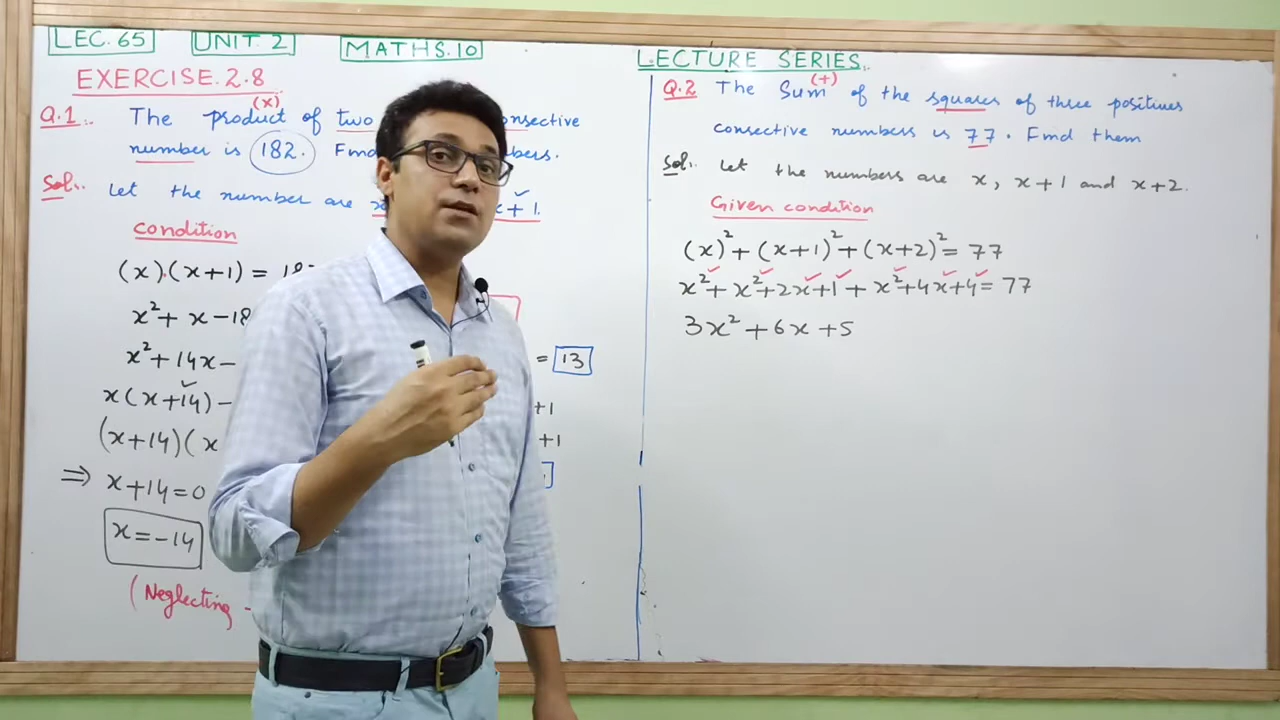 LEC. 65 UNIT. 2 MATHS. 10
EXERCISE. 2.8
Q.1:. The product (x) of two consective
number is 182. Find bers.
Sol:. Let the number are x + 1.
condition
(x).(x+1) = 182
x² + x - 18
x² + 14x -
x(x+14) -
(x+14)(x
⇒ x+14=0
x = -14
(Neglecting -
= 13
+1
+1
LECTURE SERIES.
Q.2 The Sum (+) of the squares of three positives
consective numbers is 77. Find them
Sol:. Let the numbers are x, x+1 and x+2.
Given condition
(x)² + (x+1)² + (x+2)² = 77
x² + x² + 2x + 1 + x² + 4x + 4 = 77
3x² + 6x + 5